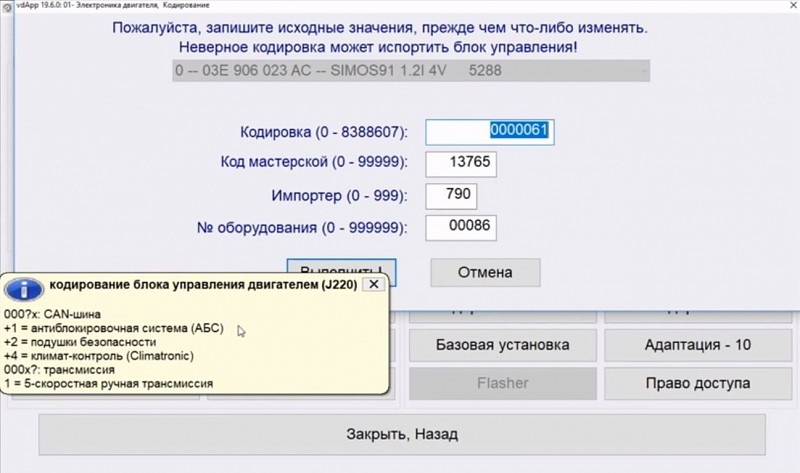 vdApp 19.6.0: 01- Электроника двигателя, Кодирование
Пожалуйста, запишите исходные значения, прежде чем что-либо изменять.
Неверное кодировка может испортить блок управления!
0 -- 03E 906 023 AC -- SIMOS91 1.2I 4V 5288
Кодировка (0 - 8388607): 0000061
Код мастерской (0 - 99999): 13765
Импортер (0 - 999): 790
№ оборудования (0 - 999999): 00086
Выполнить! Отмена
кодирование блока управления двигателем (J220)
000?x: CAN-шина
+1 = антиблокировочная система (АБС)
+2 = подушки безопасности
+4 = климат-контроль (Climatronic)
000x?: трансмиссия
1 = 5-скоростная ручная трансмиссия
Базовая установка Адаптация - 10
Flasher Право доступа
Закрыть, Назад